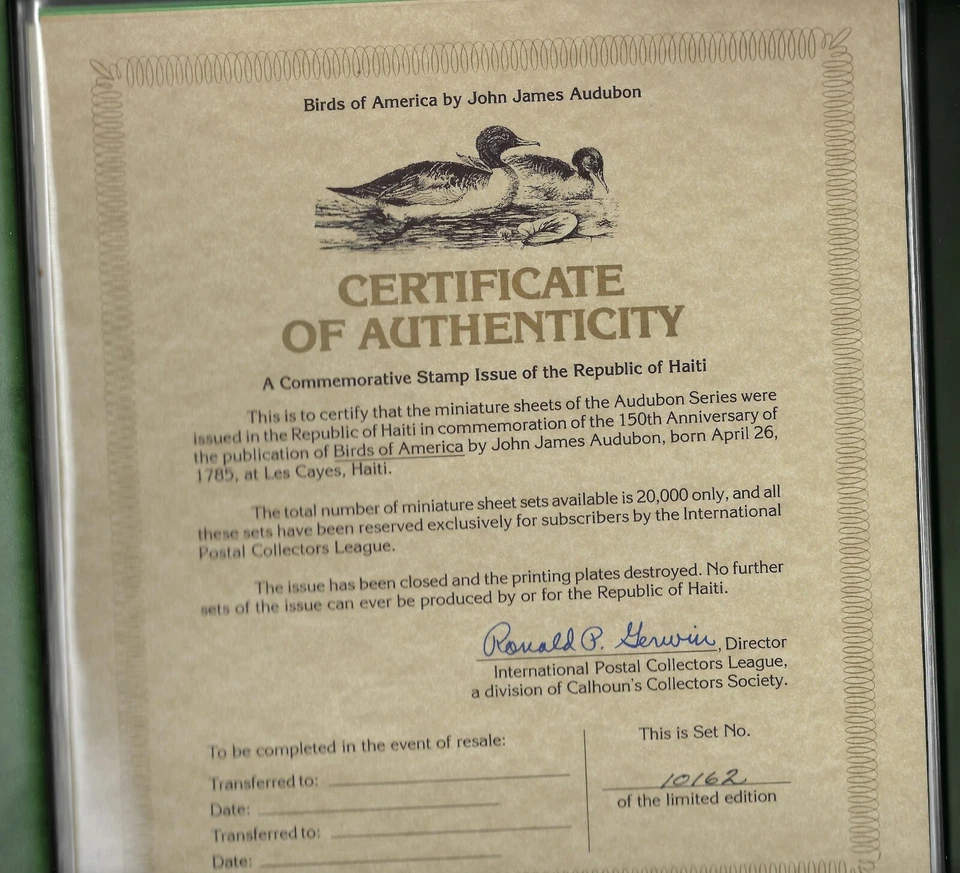 Birds of America by John James Audubon
CERTIFICATE
OF AUTHENTICITY
A Commemorative Stamp Issue of the Republic of Haiti
This is to certify that the miniature sheets of the Audubon Series were
issued in the Republic of Haiti in commemoration of the 150th Anniversary of
the publication of Birds of America by John James Audubon, born April 26,
1785, at Les Cayes, Haiti.
The total number of miniature sheet sets available is 20,000 only, and all
these sets have been reserved exclusively for subscribers by the International
Postal Collectors League.
The issue has been closed and the printing plates destroyed. No further
sets of the issue can ever be produced by or for the Republic of Haiti.
Ronald P. Gerwin, Director
International Postal Collectors League,
a division of Calhoun's Collectors Society.
To be completed in the event of resale:
Transferred to:
Date:
Transferred to:
Date:
This is Set No.
10162
of the limited edition